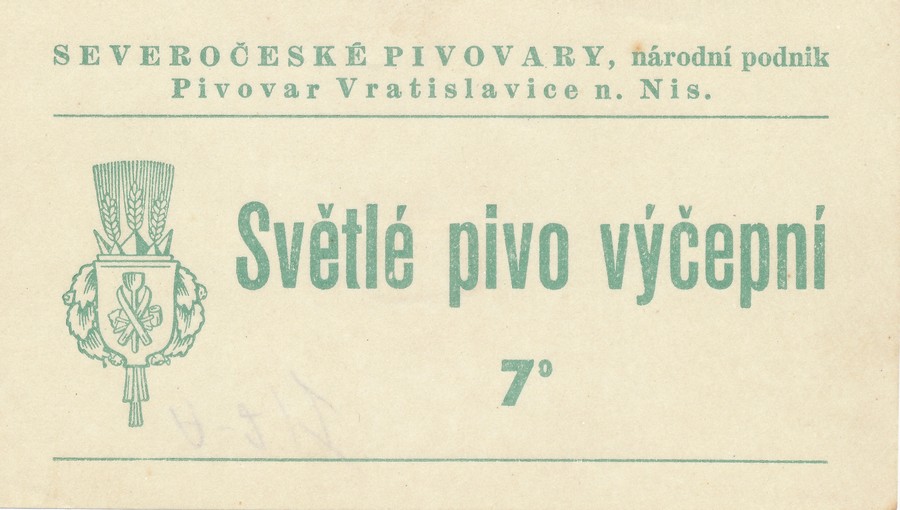 SEVEROČESKÉ PIVOVARY, národní podnik
Pivovar Vratislavice n. Nis.
Světlé pivo výčepní
7°